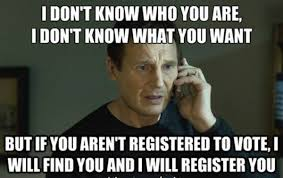 I DON'T KNOW WHO YOU ARE,
I DON'T KNOW WHAT YOU WANT
BUT IF YOU AREN'T REGISTERED TO VOTE, I
WILL FIND YOU AND I WILL REGISTER YOU